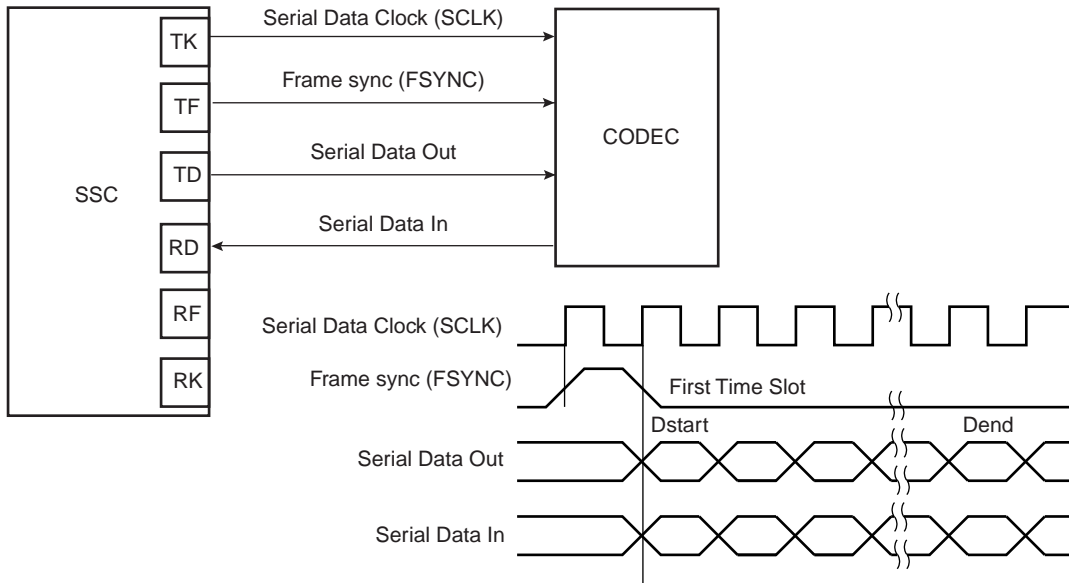 Serial Data Clock (SCLK)
TK
Frame sync (FSYNC)
TF
CODEC
Serial Data Out
TD
SSC
Serial Data In
RD
RF
Serial Data Clock (SCLK)
RK
Frame sync (FSYNC)
First Time Slot
Dstart
Dend
Serial Data Out
Serial Data In